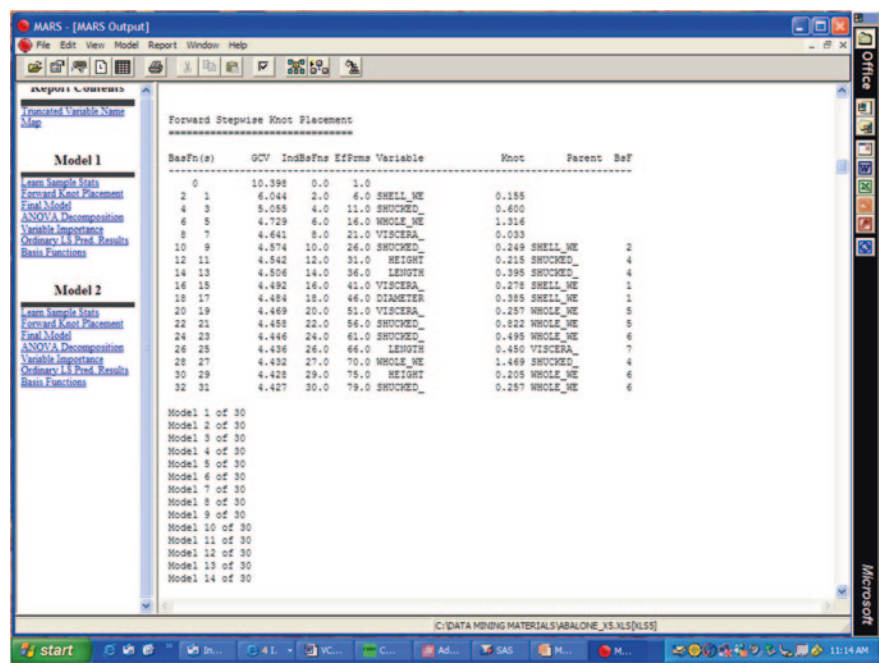 MARS - [MARS Output]
File Edit View Model Report Window Help
Report Contents
Truncated Variable Name
Map
Model 1
Learn Sample Stats
Forward Knot Placement
Final Model
ANOVA Decomposition
Variable Importance
Ordinary LS Pred. Results
Basis Functions
Model 2
Learn Sample Stats
Forward Knot Placement
Final Model
ANOVA Decomposition
Variable Importance
Ordinary LS Pred. Results
Basis Functions
Forward Stepwise Knot Placement
===============================
BasFn(s) GCV IndBsFns EfPrms Variable Knot Parent BsF
0 10.398 0.0 1.0
2 1 6.044 2.0 6.0 SHELL_WE 0.155
4 3 5.055 4.0 11.0 SHUCKED_ 0.600
6 5 4.729 6.0 16.0 WHOLE_WE 1.316
8 7 4.641 8.0 21.0 VISCERA_ 0.033
10 9 4.574 10.0 26.0 SHUCKED_ 0.249 SHELL_WE 2
12 11 4.542 12.0 31.0 HEIGHT 0.215 SHUCKED_ 4
14 13 4.506 14.0 36.0 LENGTH 0.395 SHUCKED_ 4
16 15 4.492 16.0 41.0 VISCERA_ 0.278 SHELL_WE 1
18 17 4.484 18.0 46.0 DIAMETER 0.385 SHELL_WE 1
20 19 4.469 20.0 51.0 VISCERA_ 0.257 WHOLE_WE 5
22 21 4.458 22.0 56.0 SHUCKED_ 0.822 WHOLE_WE 5
24 23 4.446 24.0 61.0 SHUCKED_ 0.495 WHOLE_WE 6
26 25 4.436 26.0 66.0 LENGTH 0.450 VISCERA_ 7
28 27 4.432 27.0 70.0 WHOLE_WE 1.469 SHUCKED_ 4
30 29 4.428 29.0 75.0 HEIGHT 0.205 WHOLE_WE 6
32 31 4.427 30.0 79.0 SHUCKED_ 0.257 WHOLE_WE 6
Model 1 of 30
Model 2 of 30
Model 3 of 30
Model 4 of 30
Model 5 of 30
Model 6 of 30
Model 7 of 30
Model 8 of 30
Model 9 of 30
Model 10 of 30
Model 11 of 30
Model 12 of 30
Model 13 of 30
Model 14 of 30
C:\DATA MINING MATERIALS\ABALONE_X5.XLS[XLS5]
Office
Microsoft
start
In...
4 I.
VC...
C...
Ad...
SAS
M...
M...
11:14 AM